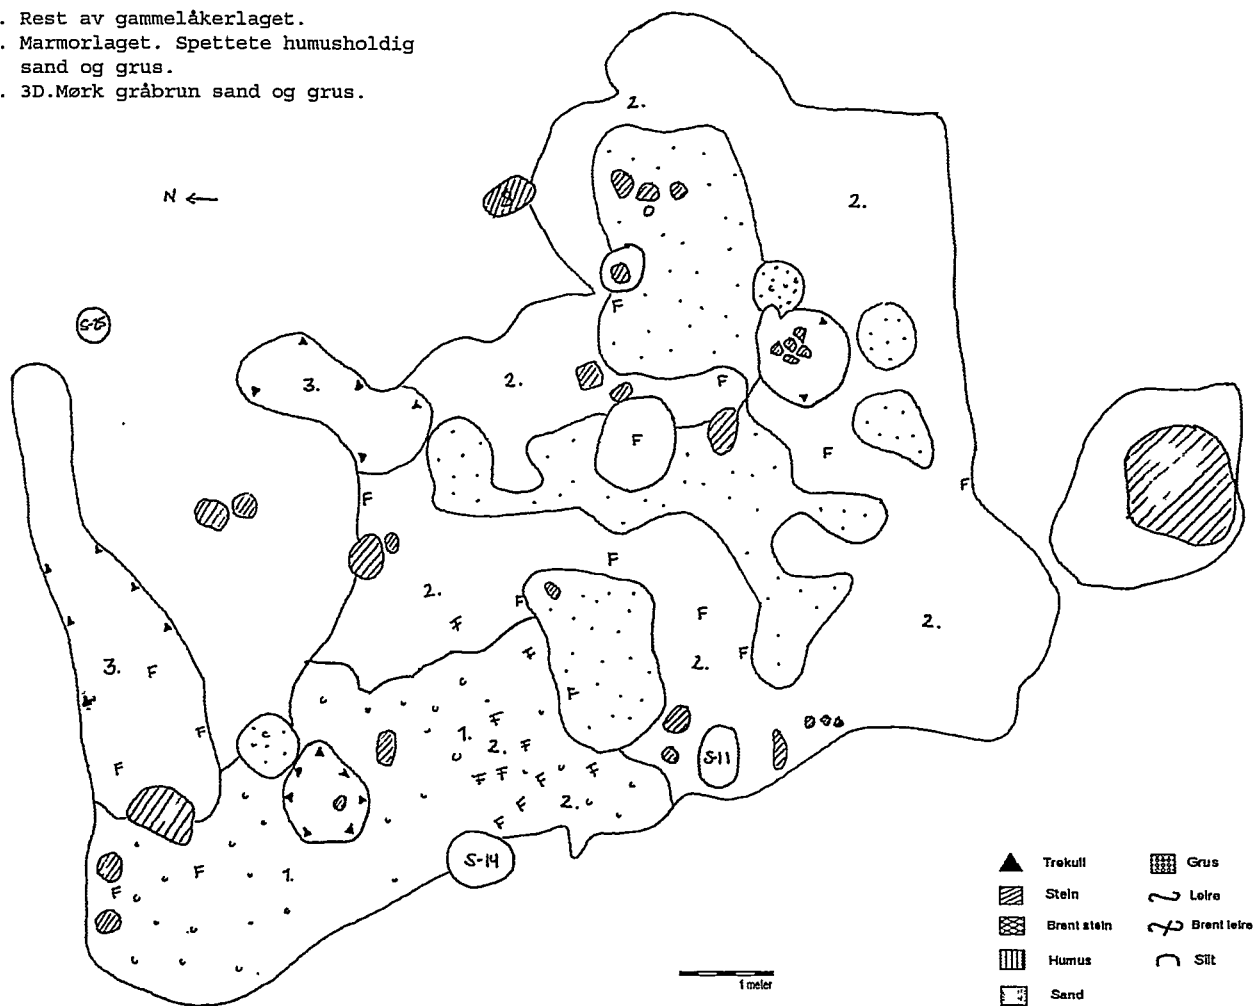 . Rest av gammelåkerlaget.
. Marmorlaget. Spettete humusholdig
sand og grus.
. 3D.Mørk gråbrun sand og grus.
2.
N
2.
S-25
F
3.
2.
F
F
F
F
F
F
2.
F
F
F
F
2.
2.
F
3.
F
F
F
1.
F
2.
F
F
F
F
F
F
S-11
F
2.
F
F
S-14
F
F
1.
Trekull
Grus
Stein
Leire
Brent stein
Brent leire
Humus
Silt
Sand
1 meter